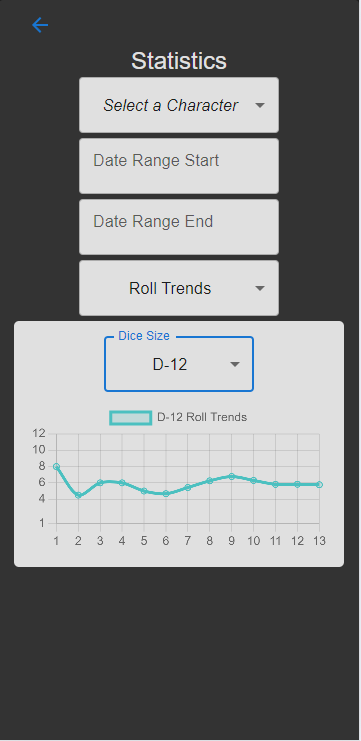 Statistics
Select a Character
Date Range Start
Date Range End
Roll Trends
Dice Size
D-12
D-12 Roll Trends
12
10
8
6
4
1
1 2 3 4 5 6 7 8 9 10 11 12 13